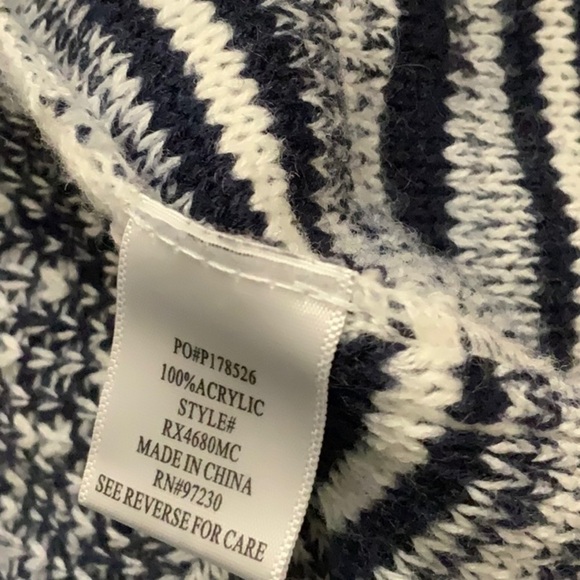 PO#P178526
100%ACRYLIC
STYLE#
RX4680MC
MADE IN CHINA
RN#97230
SEE REVERSE FOR CARE